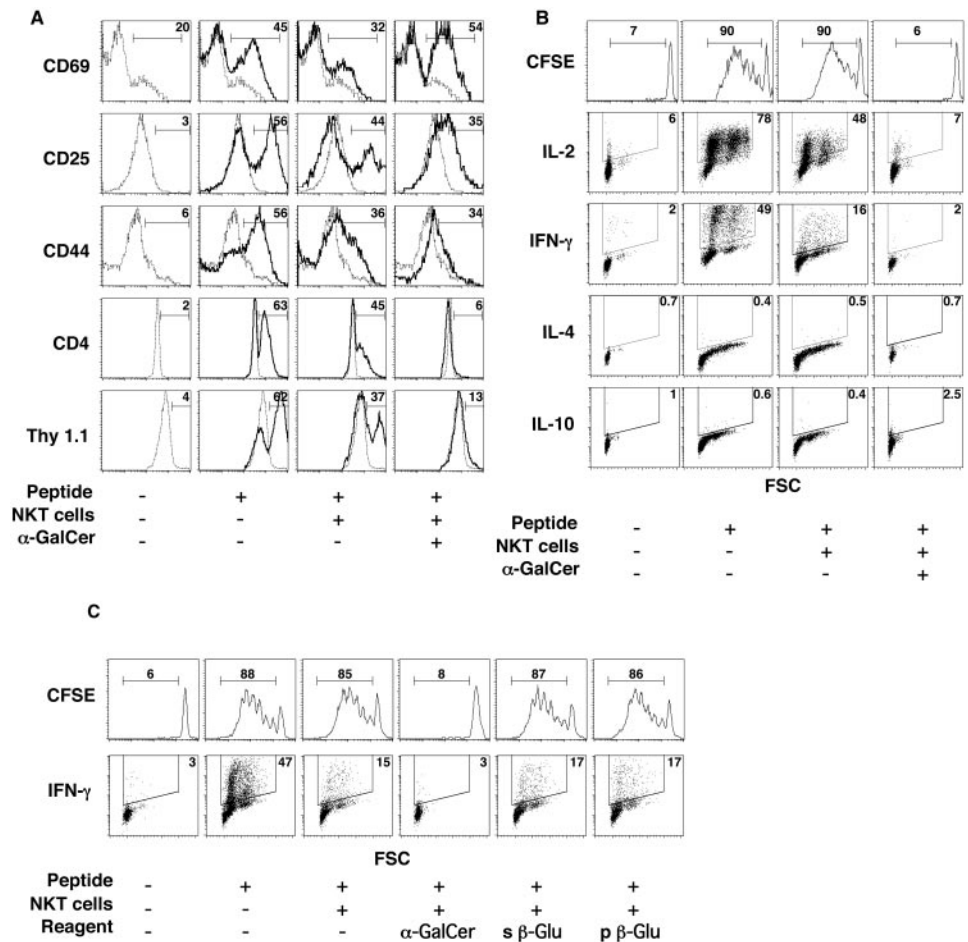 A
CD69 20 45 32 54
CD25 3 56 44 35
CD44 6 56 36 34
CD4 2 63 45 6
Thy 1.1 4 62 37 13
Peptide - + + +
NKT cells - - + +
α-GalCer - - - +
B
CFSE 7 90 90 6
IL-2 6 78 48 7
IFN-γ 2 49 16 2
IL-4 0.7 0.4 0.5 0.7
IL-10 1 0.6 0.4 2.5
FSC
Peptide - + + +
NKT cells - - + +
α-GalCer - - - +
C
CFSE 6 88 85 8 87 86
IFN-γ 3 47 15 3 17 17
FSC
Peptide - + + + + +
NKT cells - - + + + +
Reagent - - - α-GalCer s β-Glu p β-Glu